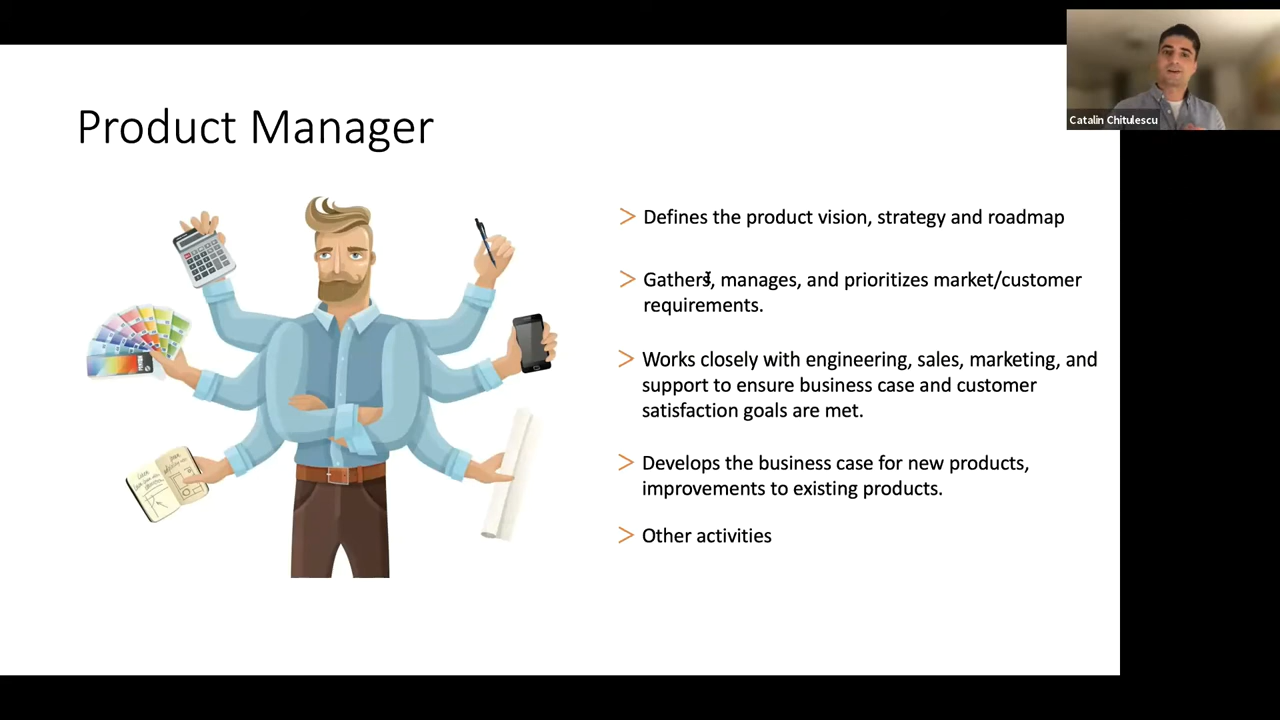 Catalin Chitulescu
Product Manager
> Defines the product vision, strategy and roadmap
> Gathers, manages, and prioritizes market/customer
requirements.
> Works closely with engineering, sales, marketing, and
support to ensure business case and customer
satisfaction goals are met.
> Develops the business case for new products,
improvements to existing products.
> Other activities